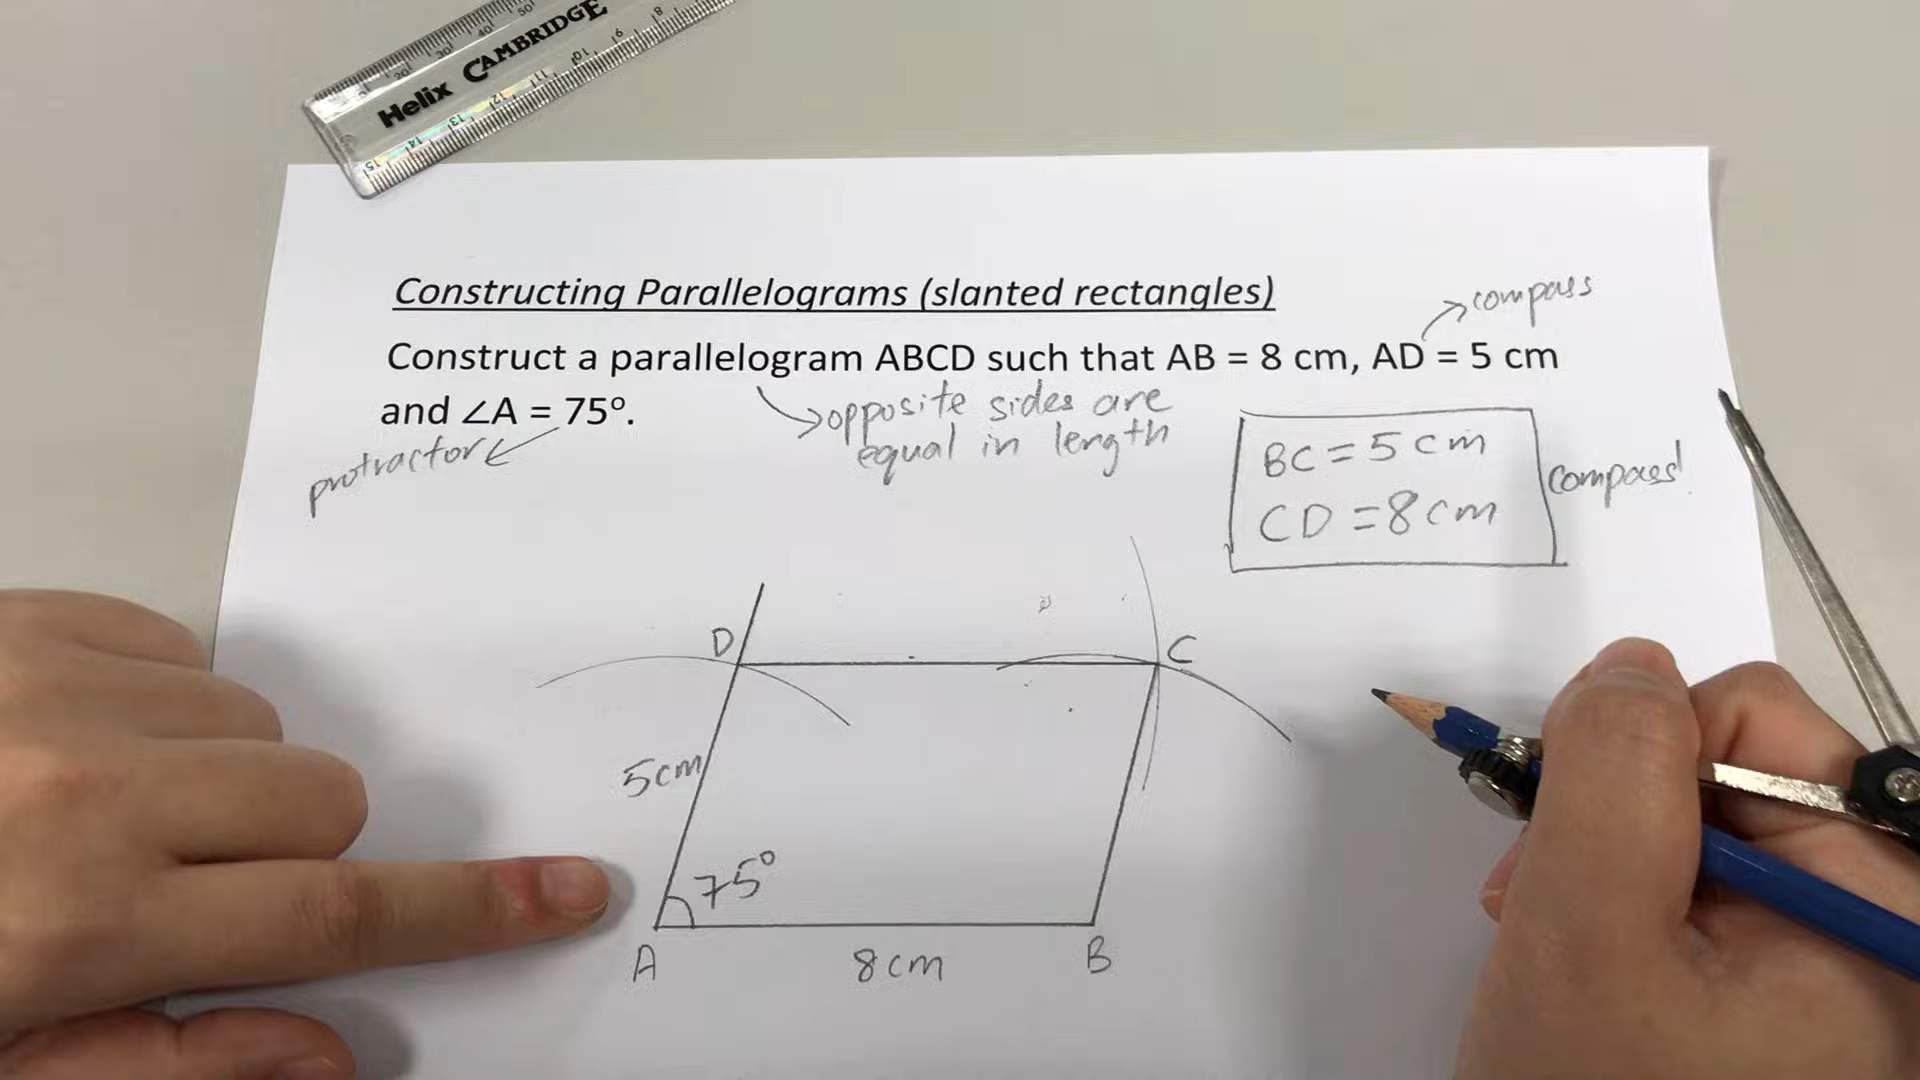 Helix CAMBRIDGE
Constructing Parallelograms (slanted rectangles)
compass
Construct a parallelogram ABCD such that AB = 8 cm, AD = 5 cm
and ∠A = 75º.
opposite sides are
equal in length
protractor
BC = 5 cm
CD = 8 cm
compass!
D
C
5cm
75°
A
8cm
B